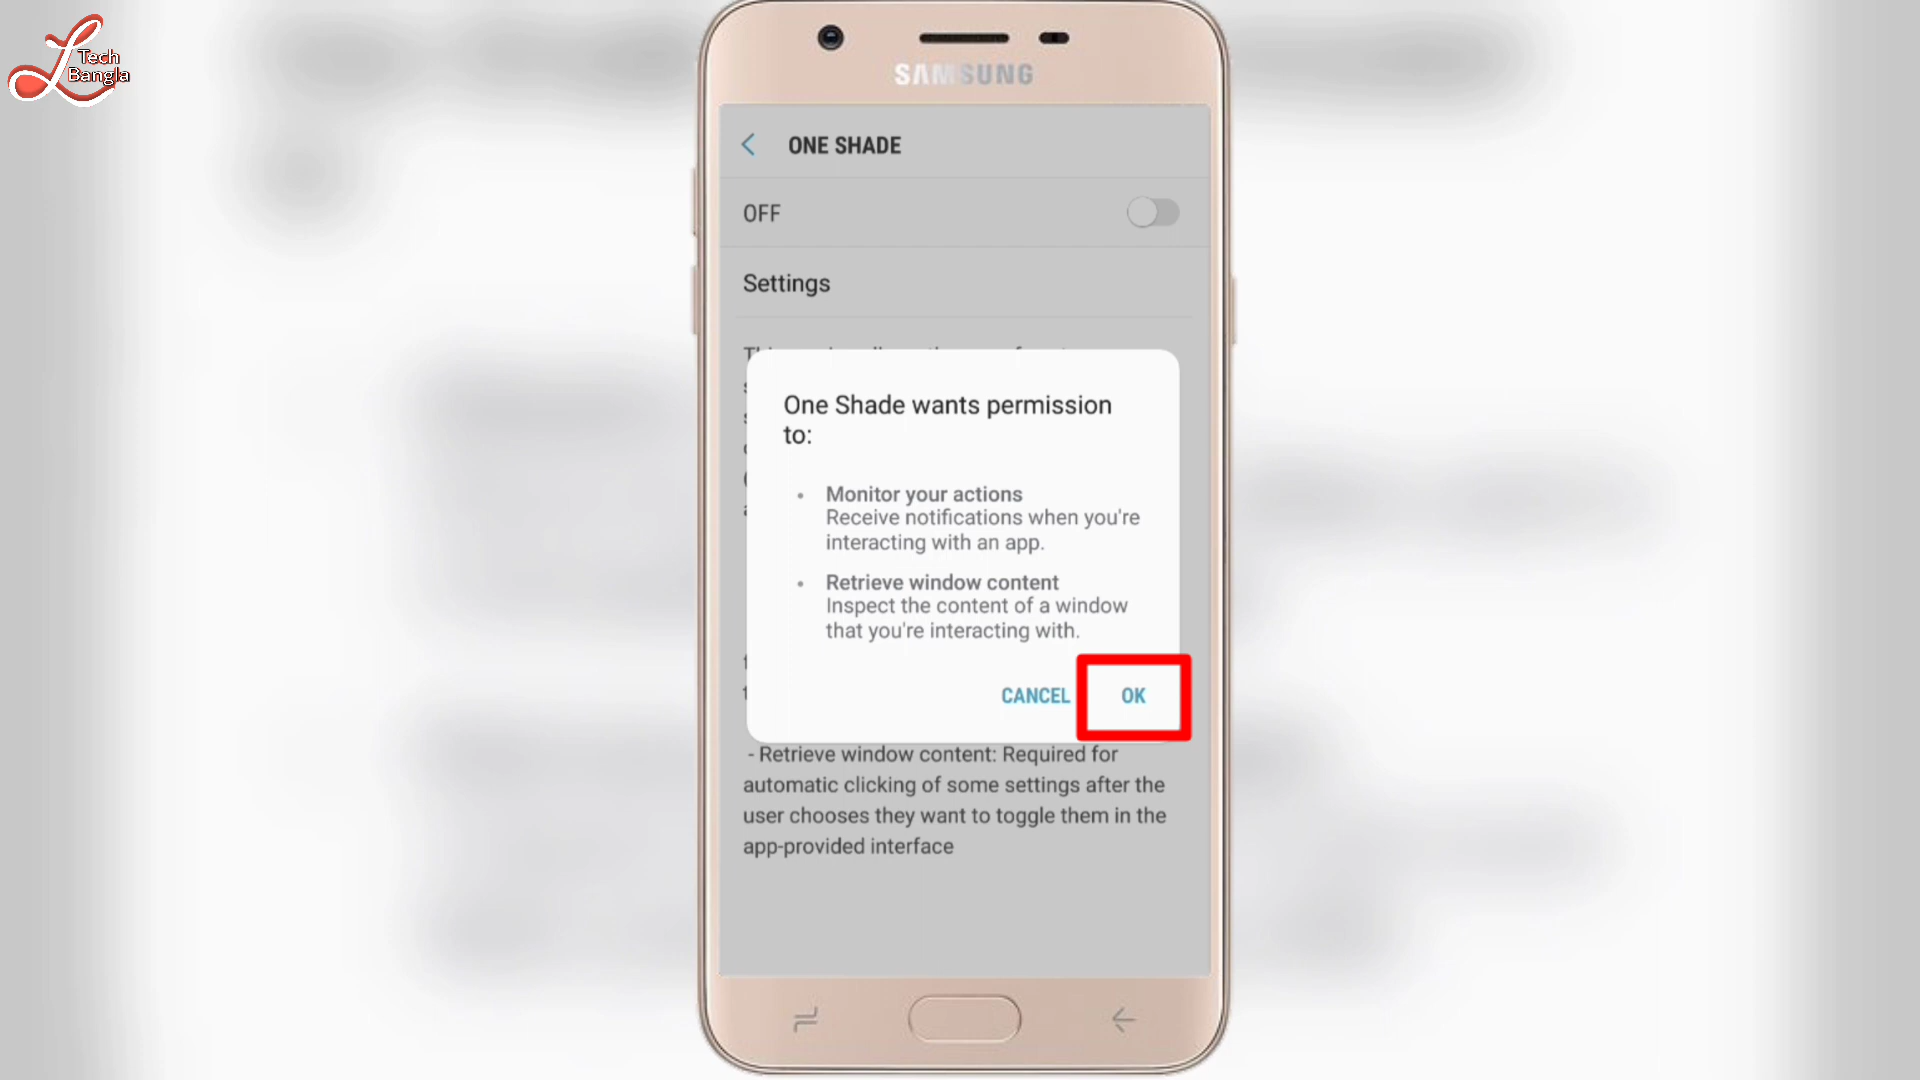 Tech
Bangla
SAMSUNG
ONE SHADE
OFF
Settings
One Shade wants permission
to:
• Monitor your actions
Receive notifications when you're
interacting with an app.
• Retrieve window content
Inspect the content of a window
that you're interacting with.
CANCEL
OK
- Retrieve window content: Required for
automatic clicking of some settings after the
user chooses they want to toggle them in the
app-provided interface